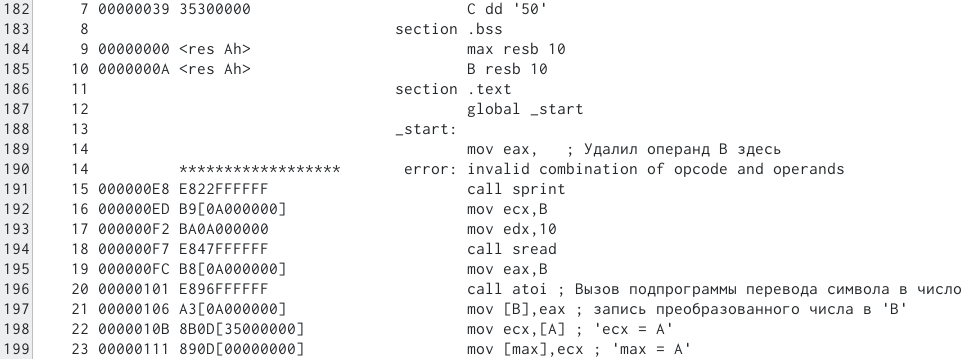 182 7 00000039 35300000 C dd '50'
183 8 section .bss
184 9 00000000 <res Ah> max resb 10
185 10 0000000A <res Ah> B resb 10
186 11 section .text
187 12 global _start
188 13 _start:
189 14 mov eax, ; Удалил операнд B здесь
190 14 ****************** error: invalid combination of opcode and operands
191 15 000000E8 E822FFFFFF call sprint
192 16 000000ED B9[0A000000] mov ecx,B
193 17 000000F2 BA0A000000 mov edx,10
194 18 000000F7 E847FFFFFF call sread
195 19 000000FC B8[0A000000] mov eax,B
196 20 00000101 E896FFFFFF call atoi ; Вызов подпрограммы перевода символа в число
197 21 00000106 A3[0A000000] mov [B],eax ; запись преобразованного числа в 'B'
198 22 0000010B 8B0D[35000000] mov ecx,[A] ; 'ecx = A'
199 23 00000111 890D[00000000] mov [max],ecx ; 'max = A'